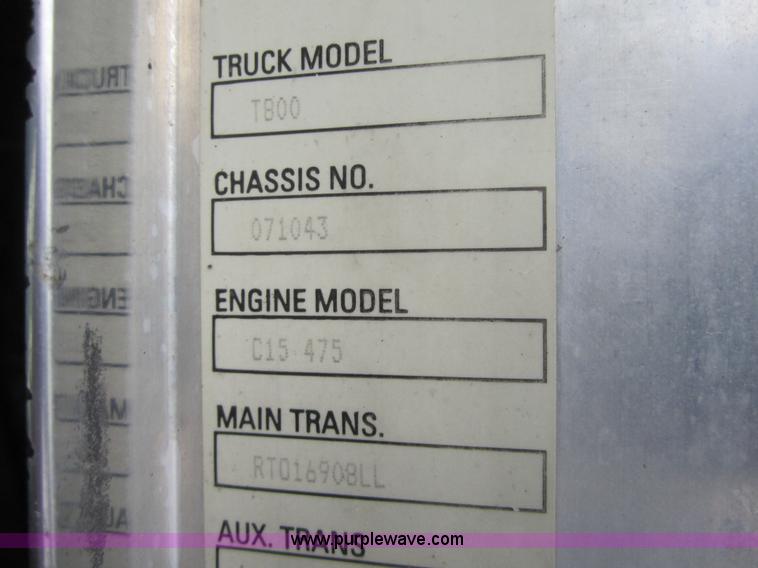 TRUCK MODEL
T800
CHASSIS NO.
071043
ENGINE MODEL
C15 475
MAIN TRANS.
RTO16908LL
AUX. TRANS
www.purplewave.com